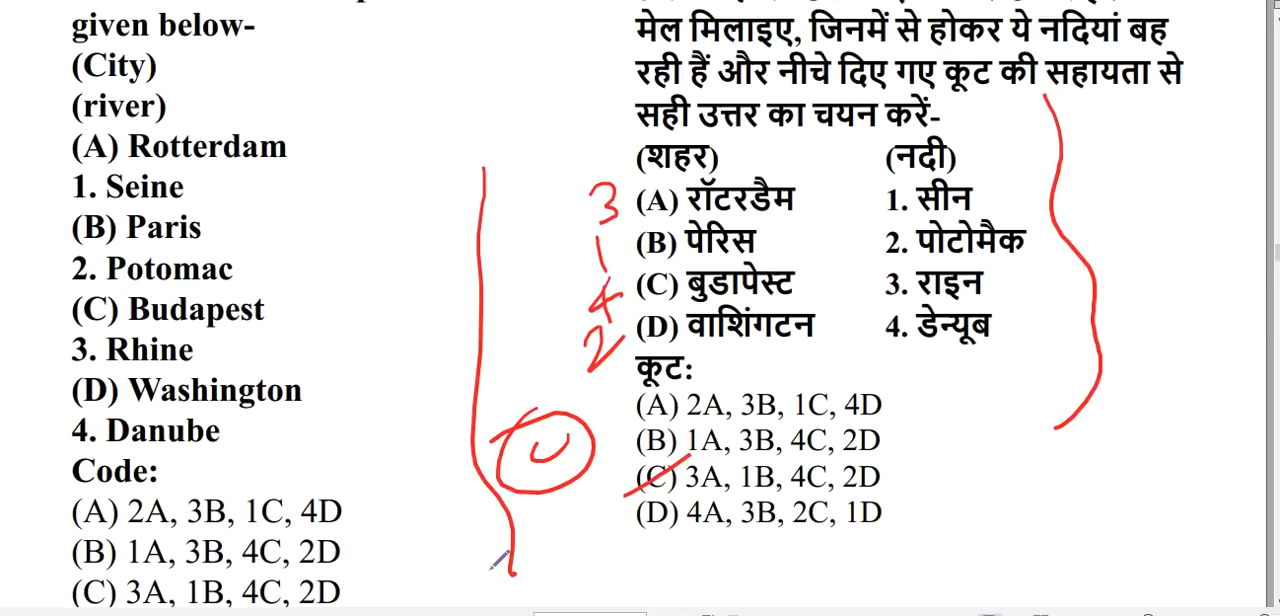 given below-
(City)
(river)
(A) Rotterdam
1. Seine
(B) Paris
2. Potomac
(C) Budapest
3. Rhine
(D) Washington
4. Danube
Code:
(A) 2A, 3B, 1C, 4D
(B) 1A, 3B, 4C, 2D
(C) 3A, 1B, 4C, 2D
मेल मिलाइए, जिनमें से होकर ये नदियां बह
रही हैं और नीचे दिए गए कूट की सहायता से
सही उत्तर का चयन करें-
(शहर) (नदी)
3 (A) रॉटरडैम 1. सीन
1 (B) पेरिस 2. पोटोमैक
4 (C) बुडापेस्ट 3. राइन
2 (D) वाशिंगटन 4. डेन्यूब
कूट:
(A) 2A, 3B, 1C, 4D
(B) 1A, 3B, 4C, 2D
(C) 3A, 1B, 4C, 2D
(D) 4A, 3B, 2C, 1D